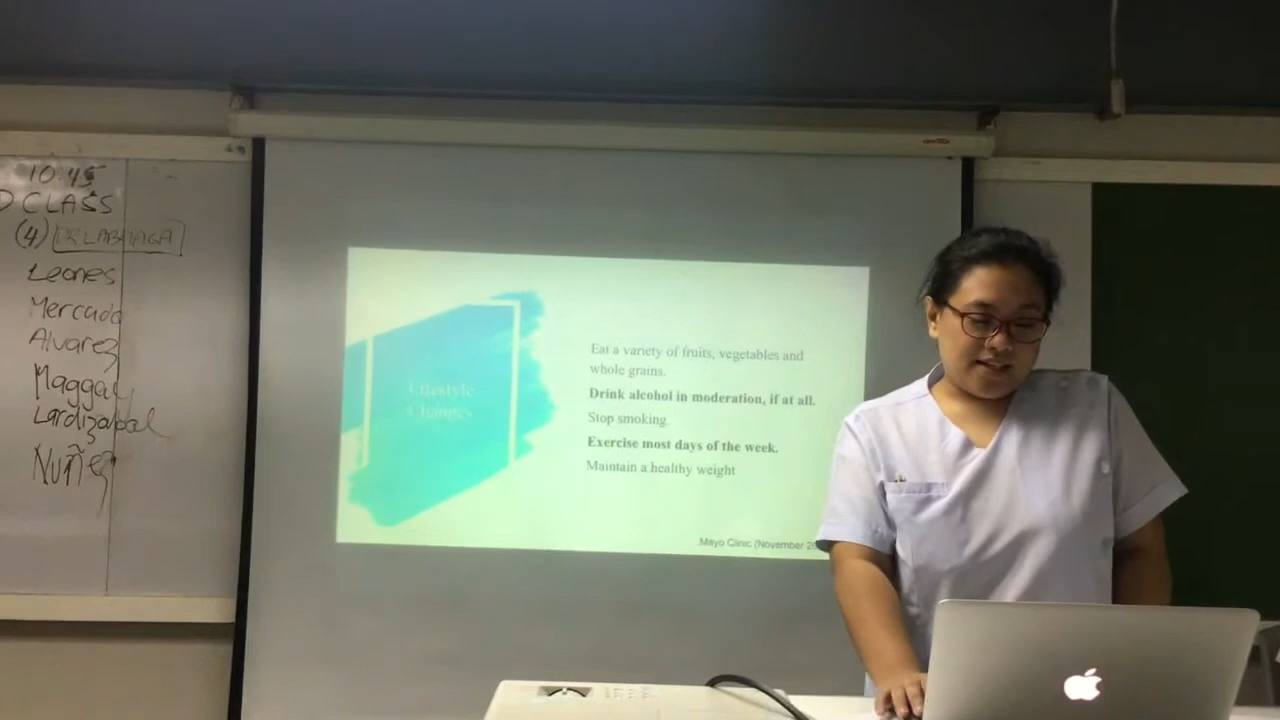 10:45
D CLASS
(4)
Leones
Mercado
Alvarez
Maggay
Lardizabal
Nuñez
Lifestyle
Changes
Eat a variety of fruits, vegetables and
whole grains.
Drink alcohol in moderation, if at all.
Stop smoking.
Exercise most days of the week.
Maintain a healthy weight
Mayo Clinic (November 20